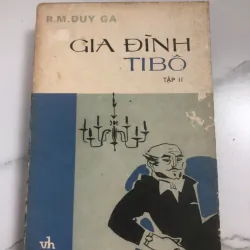 R.M.ĐUY GA
GIA ĐÌNH
TIBÔ
TẬP II
vh